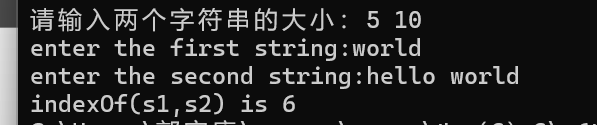 请输入两个字符串的大小: 5 10
enter the first string:world
enter the second string:hello world
indexOf(s1,s2) is 6